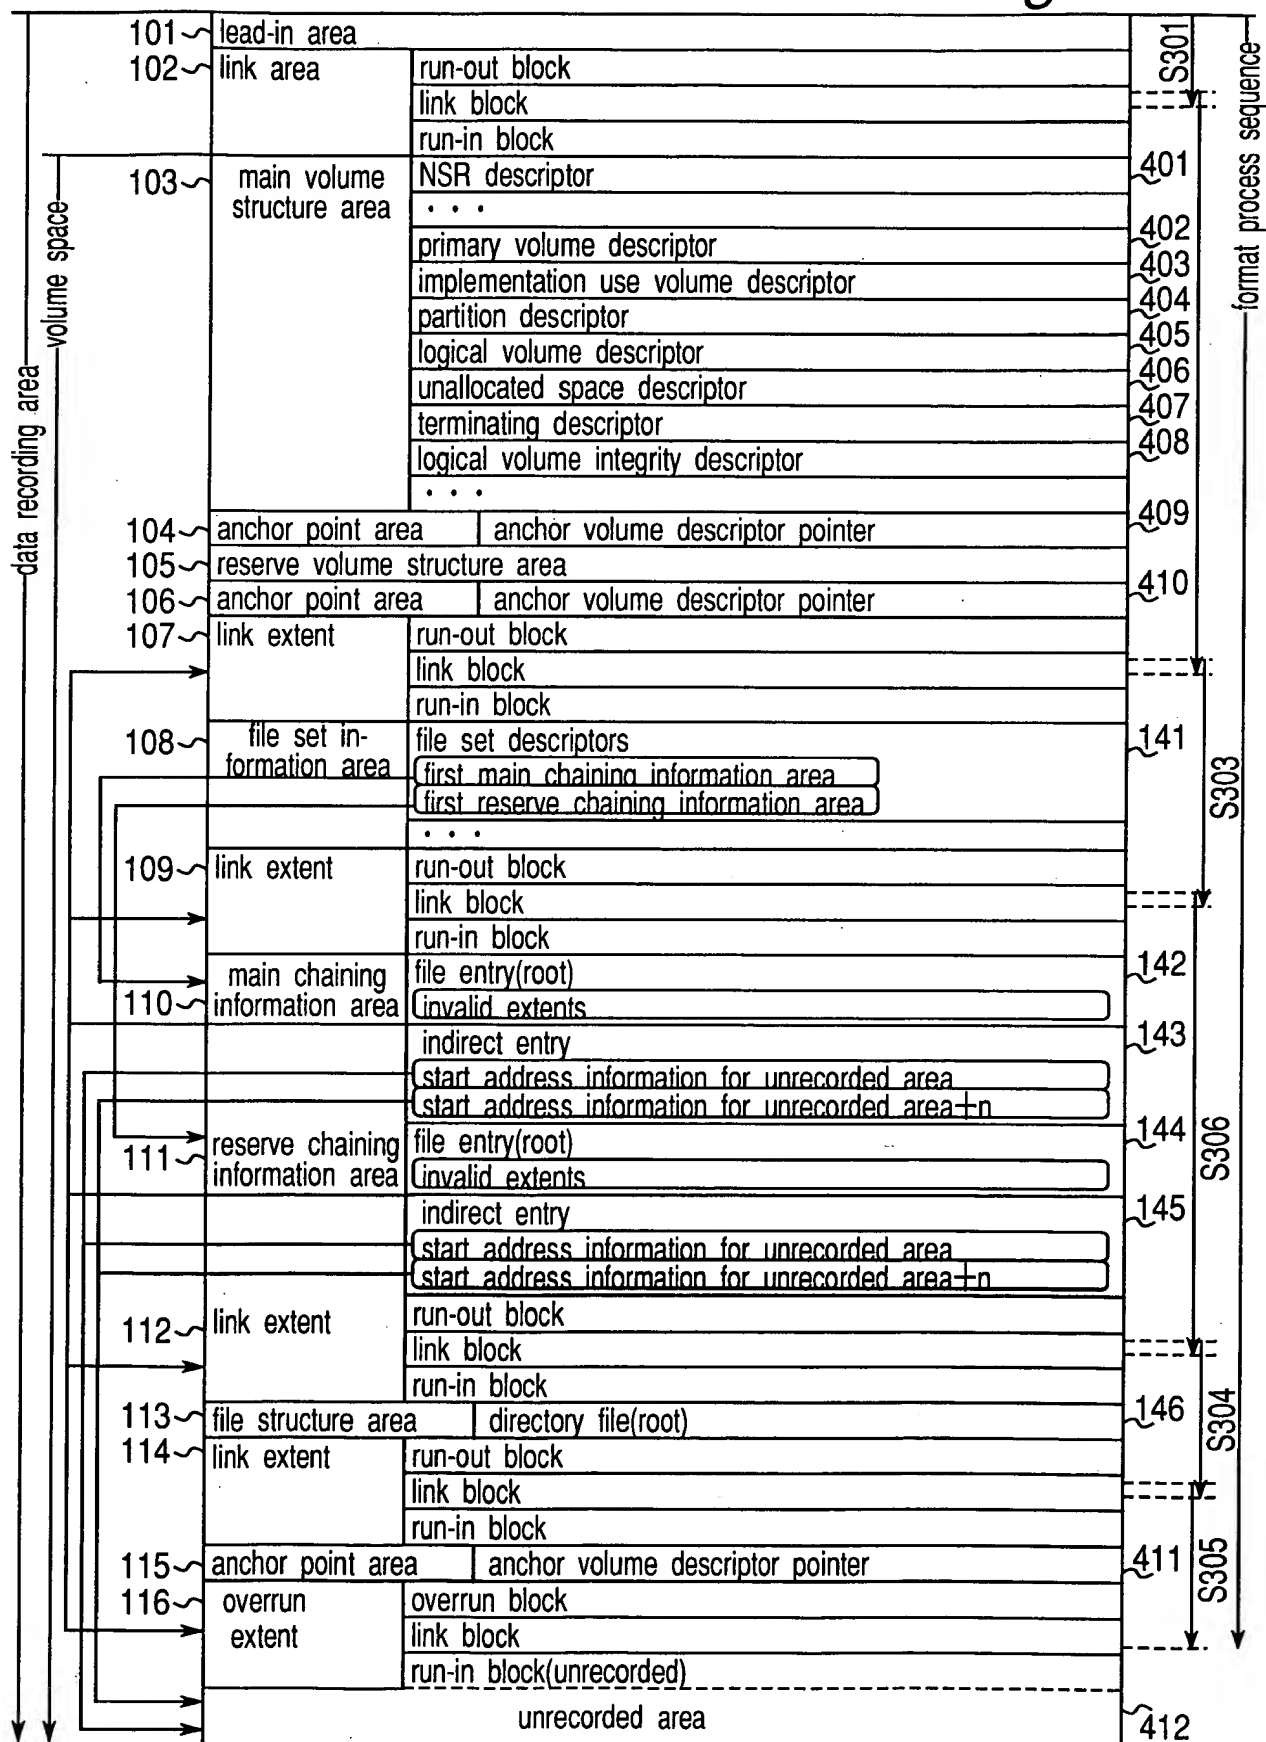 101 lead-in area
102 link area
run-out block
link block
run-in block
103 main volume structure area
NSR descriptor 401
. . .
primary volume descriptor 402
implementation use volume descriptor 403
partition descriptor 404
logical volume descriptor 405
unallocated space descriptor 406
terminating descriptor 407
logical volume integrity descriptor 408
. . .
104 anchor point area anchor volume descriptor pointer 409
105 reserve volume structure area
106 anchor point area anchor volume descriptor pointer 410
107 link extent
run-out block
link block
run-in block
108 file set in-formation area
file set descriptors 141
first main chaining information area
first reserve chaining information area
. . .
109 link extent
run-out block
link block
run-in block
110 main chaining information area
file entry(root) 142
invalid extents
indirect entry 143
start address information for unrecorded area
start address information for unrecorded area+n
111 reserve chaining information area
file entry(root) 144
invalid extents
indirect entry 145
start address information for unrecorded area
start address information for unrecorded area+n
112 link extent
run-out block
link block
run-in block
113 file structure area directory file(root) 146
114 link extent
run-out block
link block
run-in block
115 anchor point area anchor volume descriptor pointer 411
116 overrun extent
overrun block
link block
run-in block(unrecorded)
unrecorded area 412
data recording area
volume space
S301
S303
S306
S304
S305
format process sequence